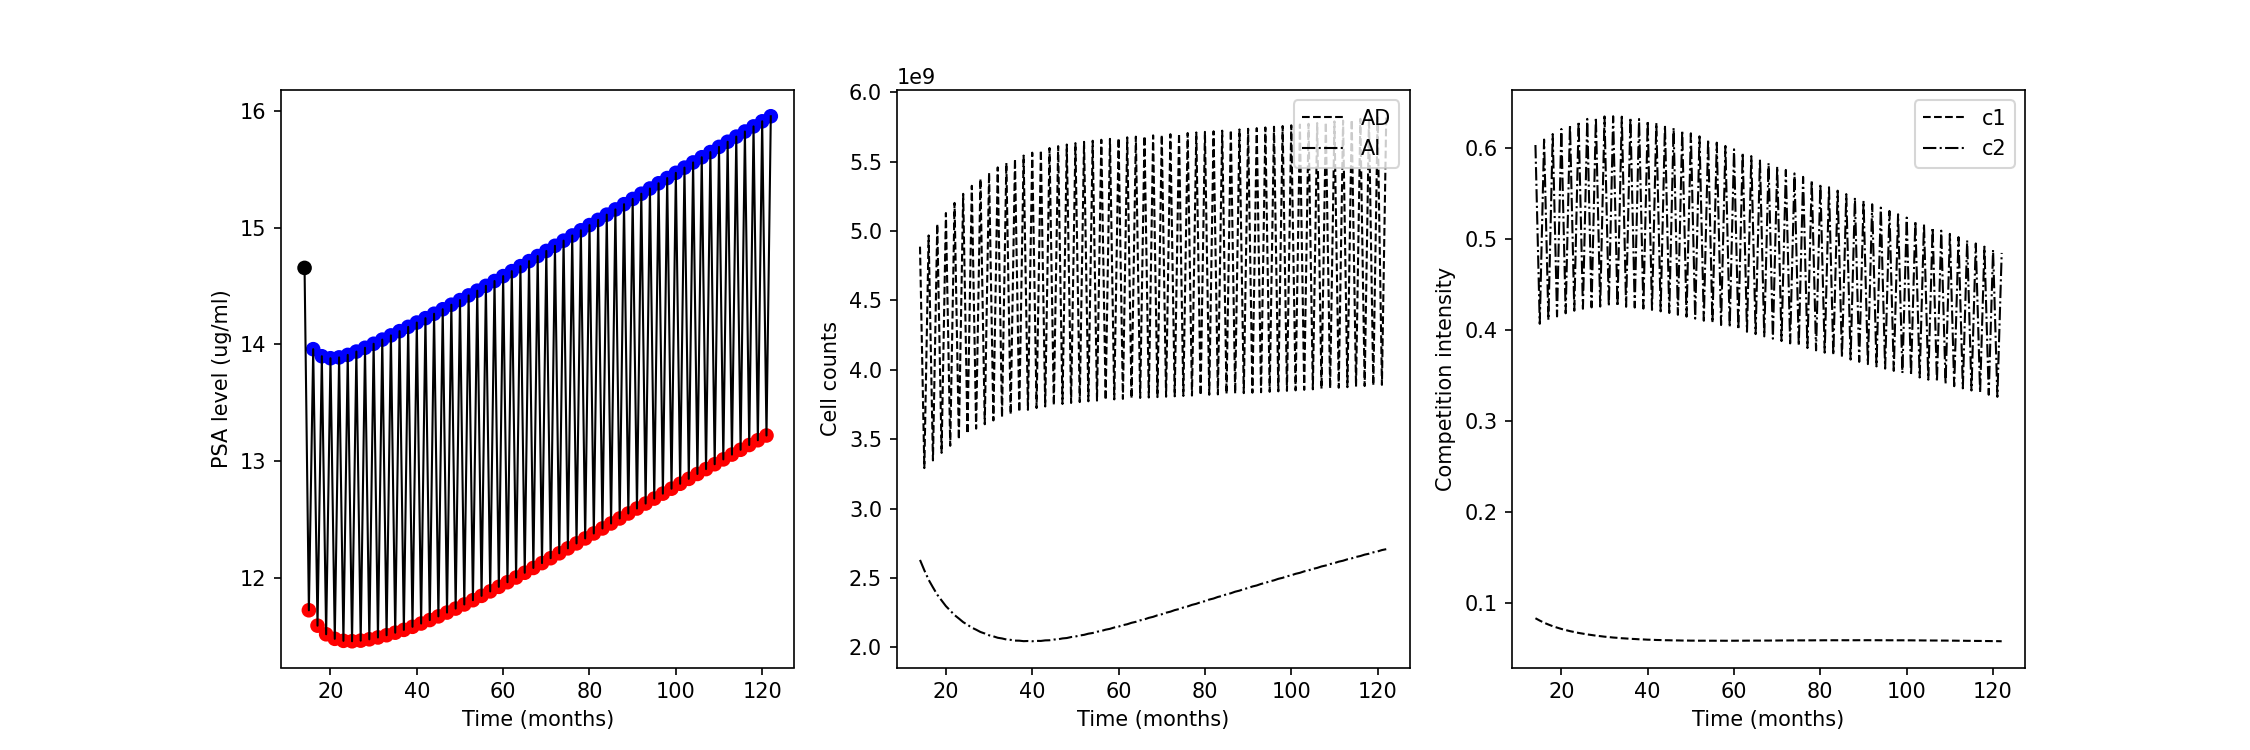 16
15
14
13
12
20 40 60 80 100 120
Time (months)
PSA level (ug/ml)
1e9
6.0
5.5
5.0
4.5
4.0
3.5
3.0
2.5
2.0
20 40 60 80 100 120
Time (months)
Cell counts
AD
AI
0.6
0.5
0.4
0.3
0.2
0.1
20 40 60 80 100 120
Time (months)
Competition intensity
c1
c2